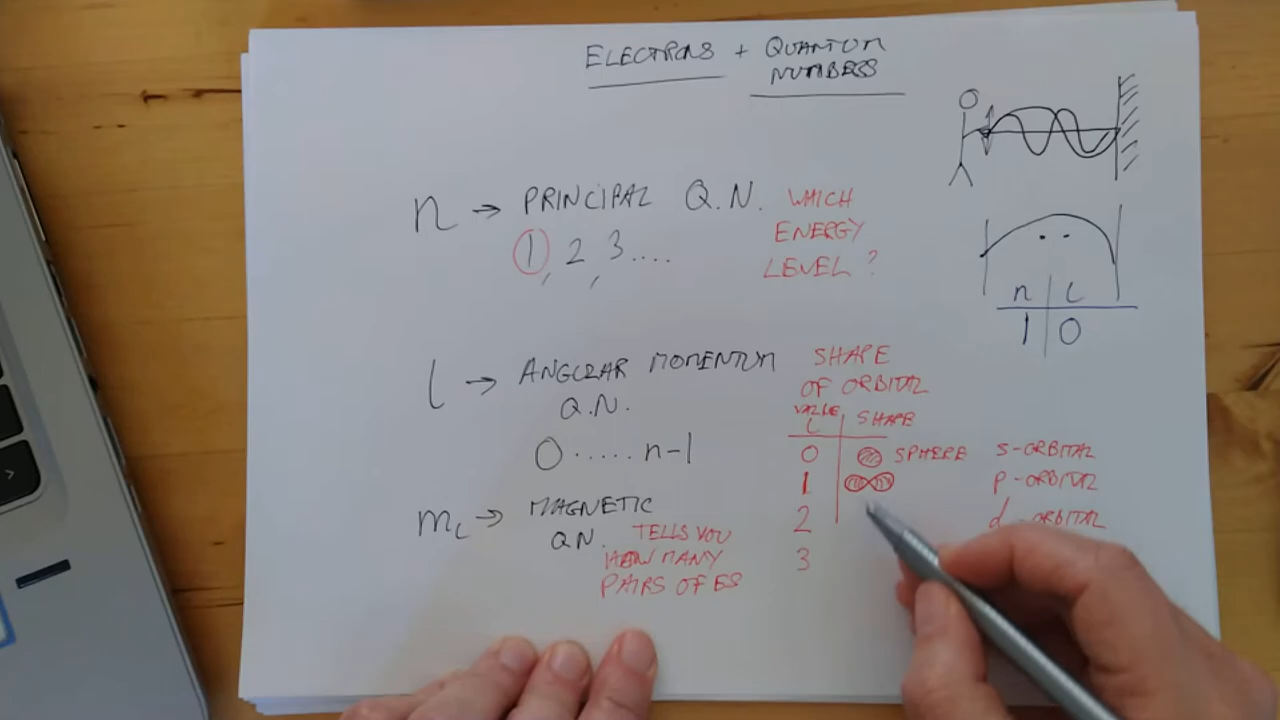 ELECTRONS + QUANTUM
NUMBERS
n → PRINCIPAL Q.N.
1, 2, 3....
WHICH
ENERGY
LEVEL?
n l
1 0
l → ANGULAR MOMENTUM
Q.N.
0 ..... n-1
SHAPE
OF ORBITAL
VALUE
L
SHAPE
0 SPHERE S-ORBITAL
1 P-ORBITAL
2 d-ORBITAL
3
mL → MAGNETIC
QN. TELLS YOU
HOW MANY
PAIRS OF ES